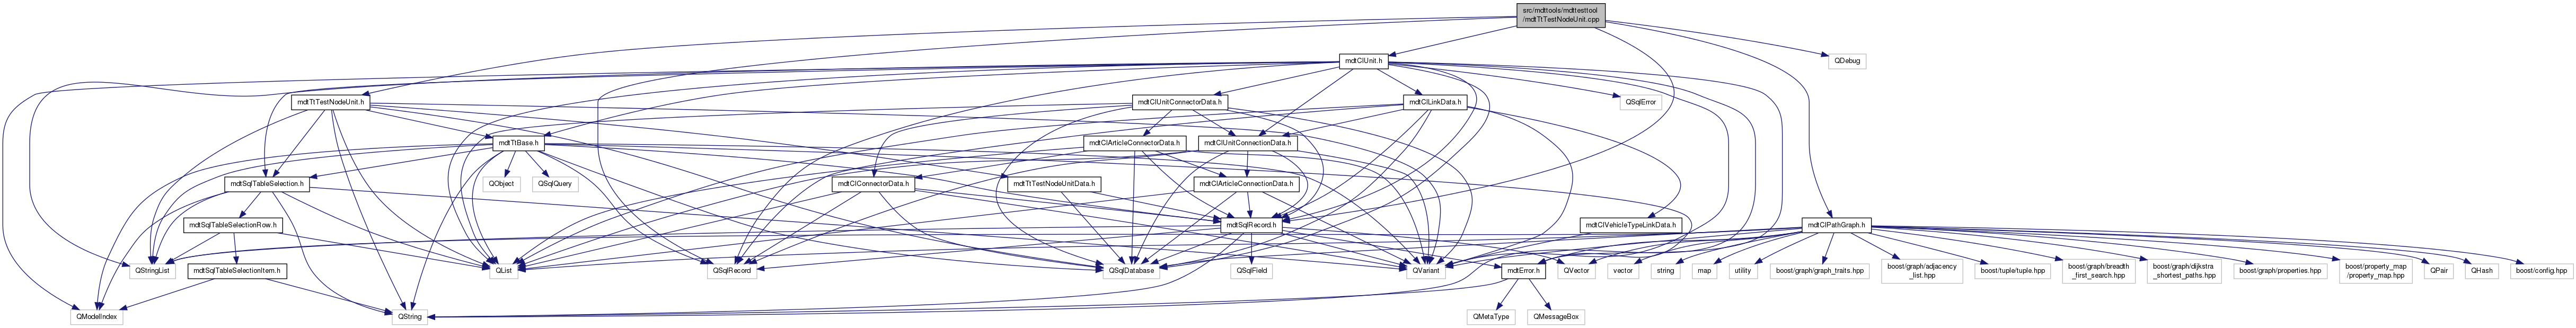 src/mdttools/mdttesttool
/mdtTtTestNodeUnit.cpp
mdtClUnit.h
QDebug
mdtTtTestNodeUnit.h
mdtClUnitConnectorData.h
mdtClLinkData.h
QSqlError
mdtTtBase.h
mdtClArticleConnectorData.h
mdtClUnitConnectionData.h
mdtSqlTableSelection.h
QObject
QSqlQuery
mdtClConnectorData.h
mdtTtTestNodeUnitData.h
mdtClArticleConnectionData.h
mdtSqlTableSelectionRow.h
mdtSqlRecord.h
mdtClVehicleTypeLinkData.h
mdtClPathGraph.h
QStringList
mdtSqlTableSelectionItem.h
QList
QSqlRecord
QSqlDatabase
QSqlField
QVariant
mdtError.h
QVector
vector
string
map
utility
boost/graph/graph_traits.hpp
boost/graph/adjacency
_list.hpp
boost/tuple/tuple.hpp
boost/graph/breadth
_first_search.hpp
boost/graph/dijkstra
_shortest_paths.hpp
boost/graph/properties.hpp
boost/property_map
/property_map.hpp
QPair
QHash
boost/config.hpp
QModelIndex
QString
QMetaType
QMessageBox